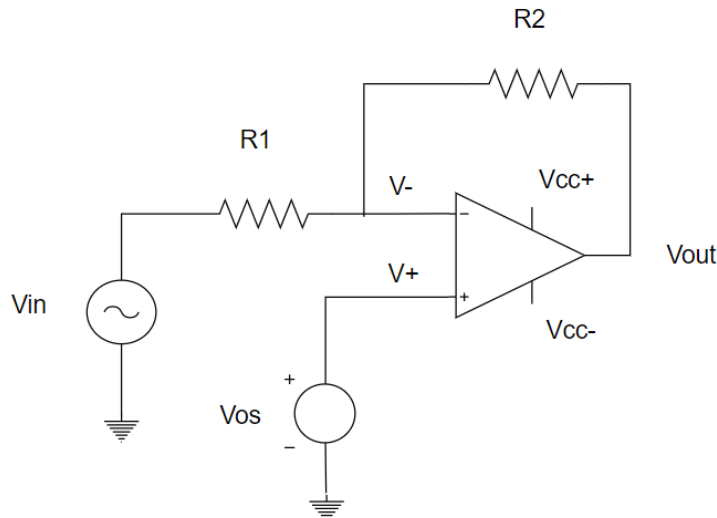 R2
R1
V-
Vcc+
−
V+
Vout
+
Vin
Vcc-
+
Vos
−